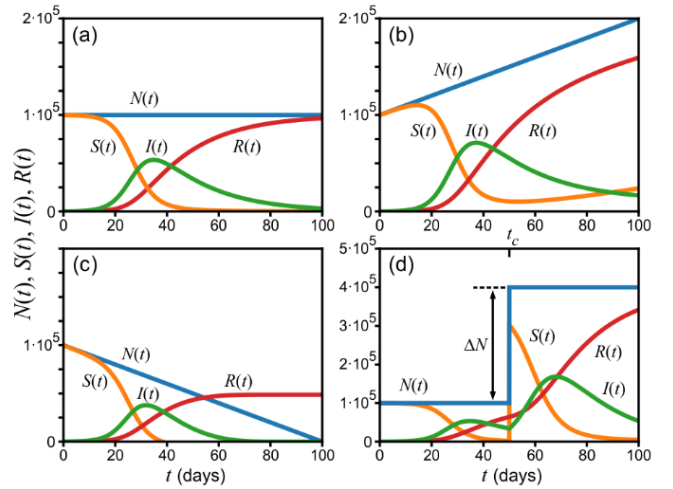 2·10⁵
1·10⁵
0
0 20 40 60 80 100
(a)
N(t)
S(t)
I(t)
R(t)
2·10⁵
1·10⁵
0
0 20 40 60 80 100
(b)
N(t)
S(t)
I(t)
R(t)
N(t), S(t), I(t), R(t)
1·10⁵
0
0 20 40 60 80 100
t (days)
(c)
N(t)
S(t)
I(t)
R(t)
t_c
5·10⁵
4·10⁵
3·10⁵
2·10⁵
1·10⁵
0
0 20 40 60 80 100
t (days)
(d)
ΔN
N(t)
S(t)
R(t)
I(t)